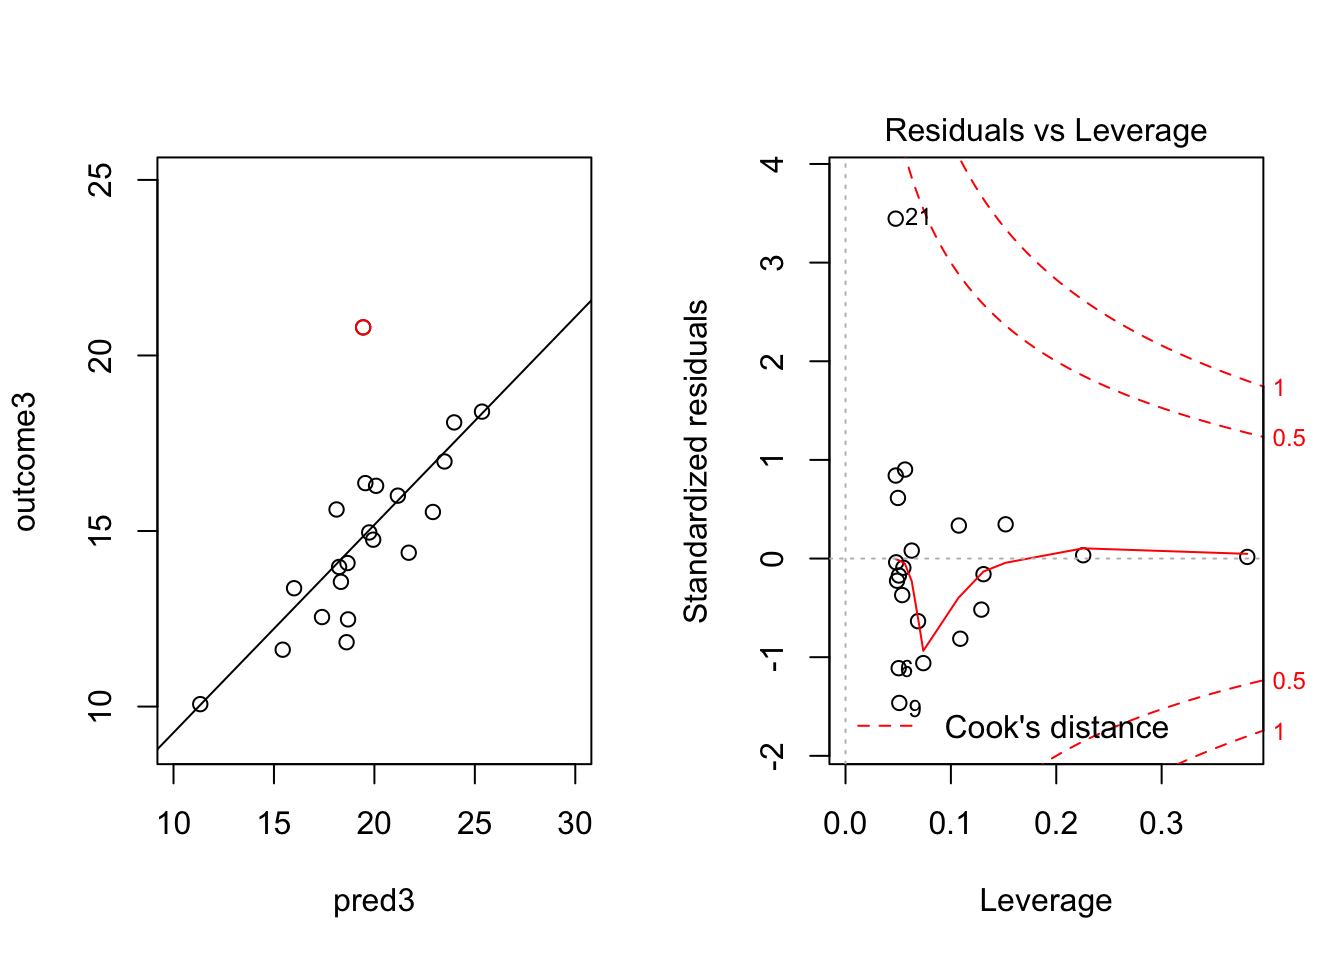 25
20
15
10
outcome3
10 15 20 25 30
pred3
Residuals vs Leverage
4
3
2
1
0
-1
-2
Standardized residuals
21
6
9
1
0.5
0.5
1
Cook's distance
0.0 0.1 0.2 0.3
Leverage